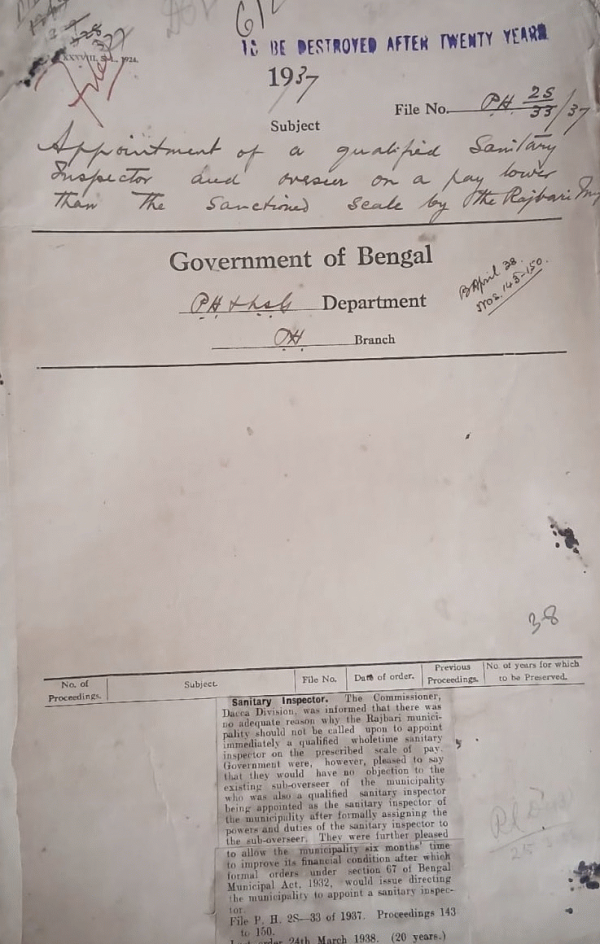 TO BE DESTROYED AFTER TWENTY YEARS
1937
File No. P.H. 2S/33/37
Subject
Appointment of a qualified Sanitary
Inspector and overseer on a pay lower
than the Sanctioned scale by the Rajbari
Government of Bengal
PH & LSG Department
PH Branch
B April 38.
Nos. 143-150.
38
No. of Proceedings.
Subject.
File No.
Date of order.
Previous Proceedings.
No. of years for which to be Preserved.
Sanitary Inspector. The Commissioner,
Dacca Division, was informed that there was
no adequate reason why the Rajbari munici-
pality should not be called upon to appoint
immediately a qualified wholetime sanitary
inspector on the prescribed scale of pay.
Government were, however, pleased to say
that they would have no objection to the
existing sub-overseer of the municipality
who was also a qualified sanitary inspector
being appointed as the sanitary inspector of
the municipality after formally assigning the
powers and duties of the sanitary inspector to
the sub-overseer. They were further pleased
to allow the municipality six months' time
to improve its financial condition after which
formal orders under section 67 of Bengal
Municipal Act, 1932, would issue directing
the municipality to appoint a sanitary inspec-
tor.
File P. H. 2S—33 of 1937. Proceedings 143
to 150.
Last order 24th March 1938. (20 years.)